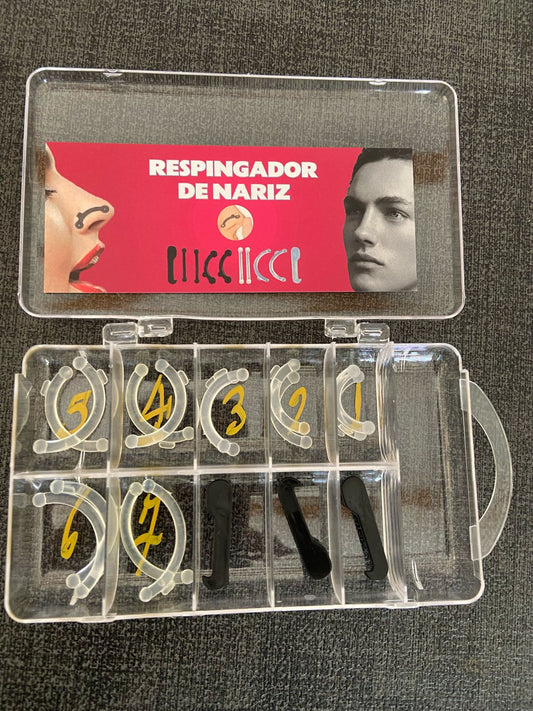 RESPINGADOR
DE NARIZ
5 4 3 2 1
6 7